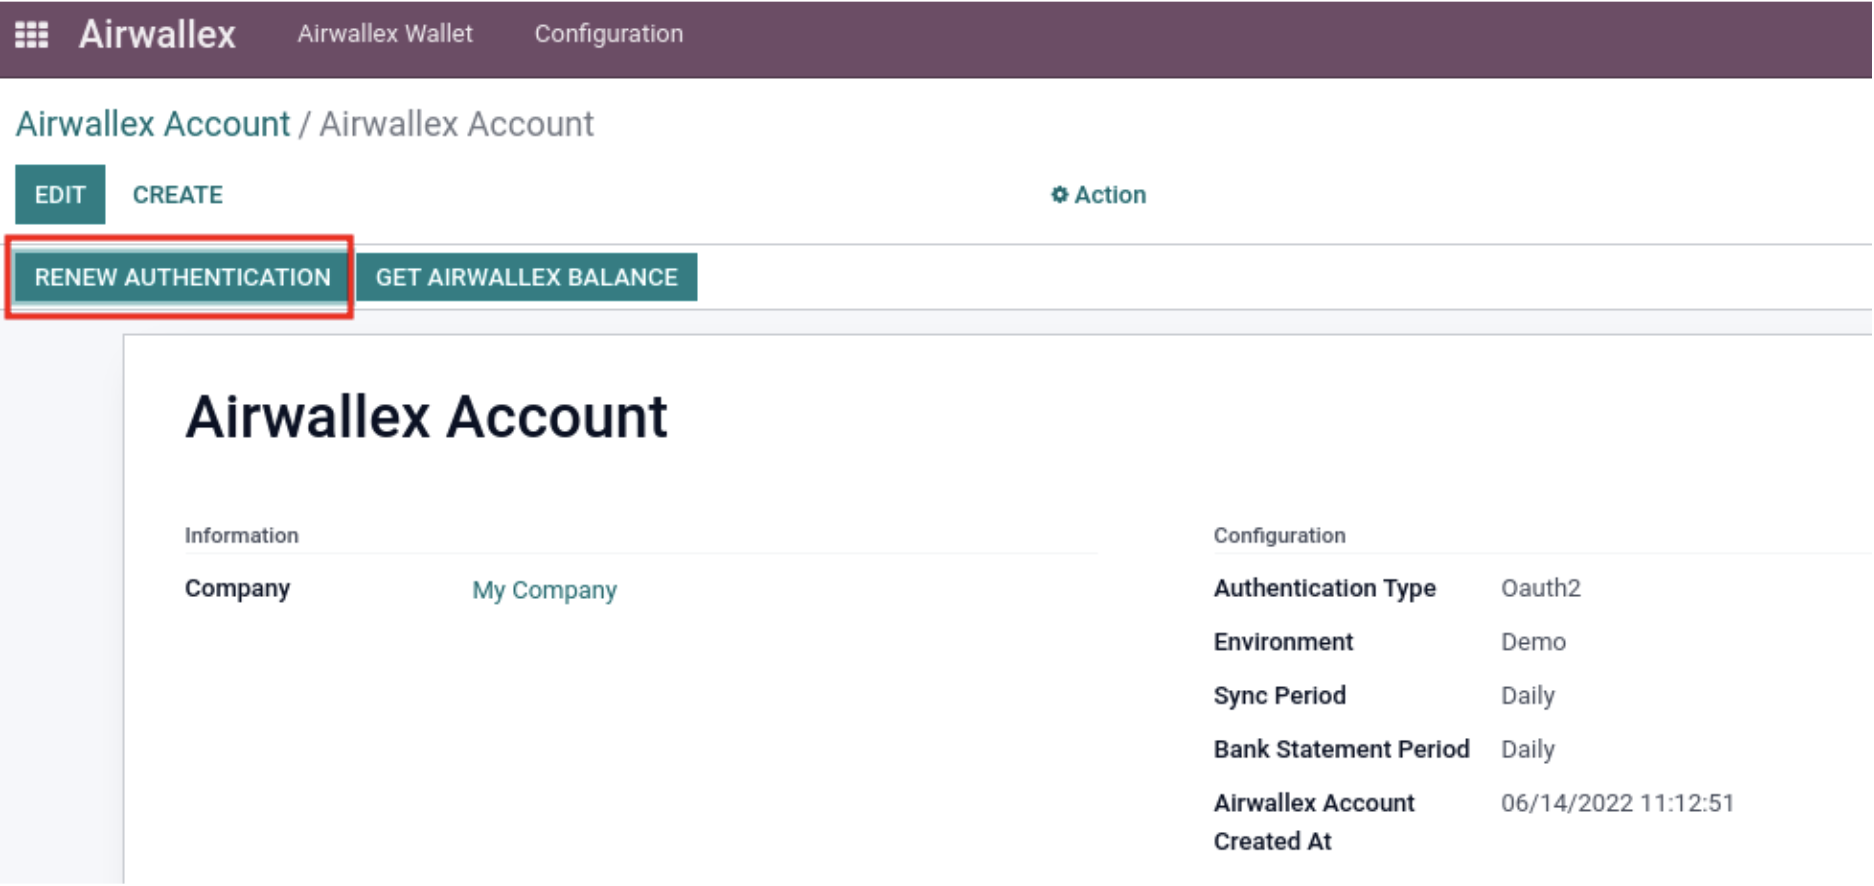 Airwallex Airwallex Wallet Configuration
Airwallex Account / Airwallex Account
EDIT CREATE Action
RENEW AUTHENTICATION GET AIRWALLEX BALANCE
Airwallex Account
Information
Company My Company
Configuration
Authentication Type Oauth2
Environment Demo
Sync Period Daily
Bank Statement Period Daily
Airwallex Account 06/14/2022 11:12:51
Created At